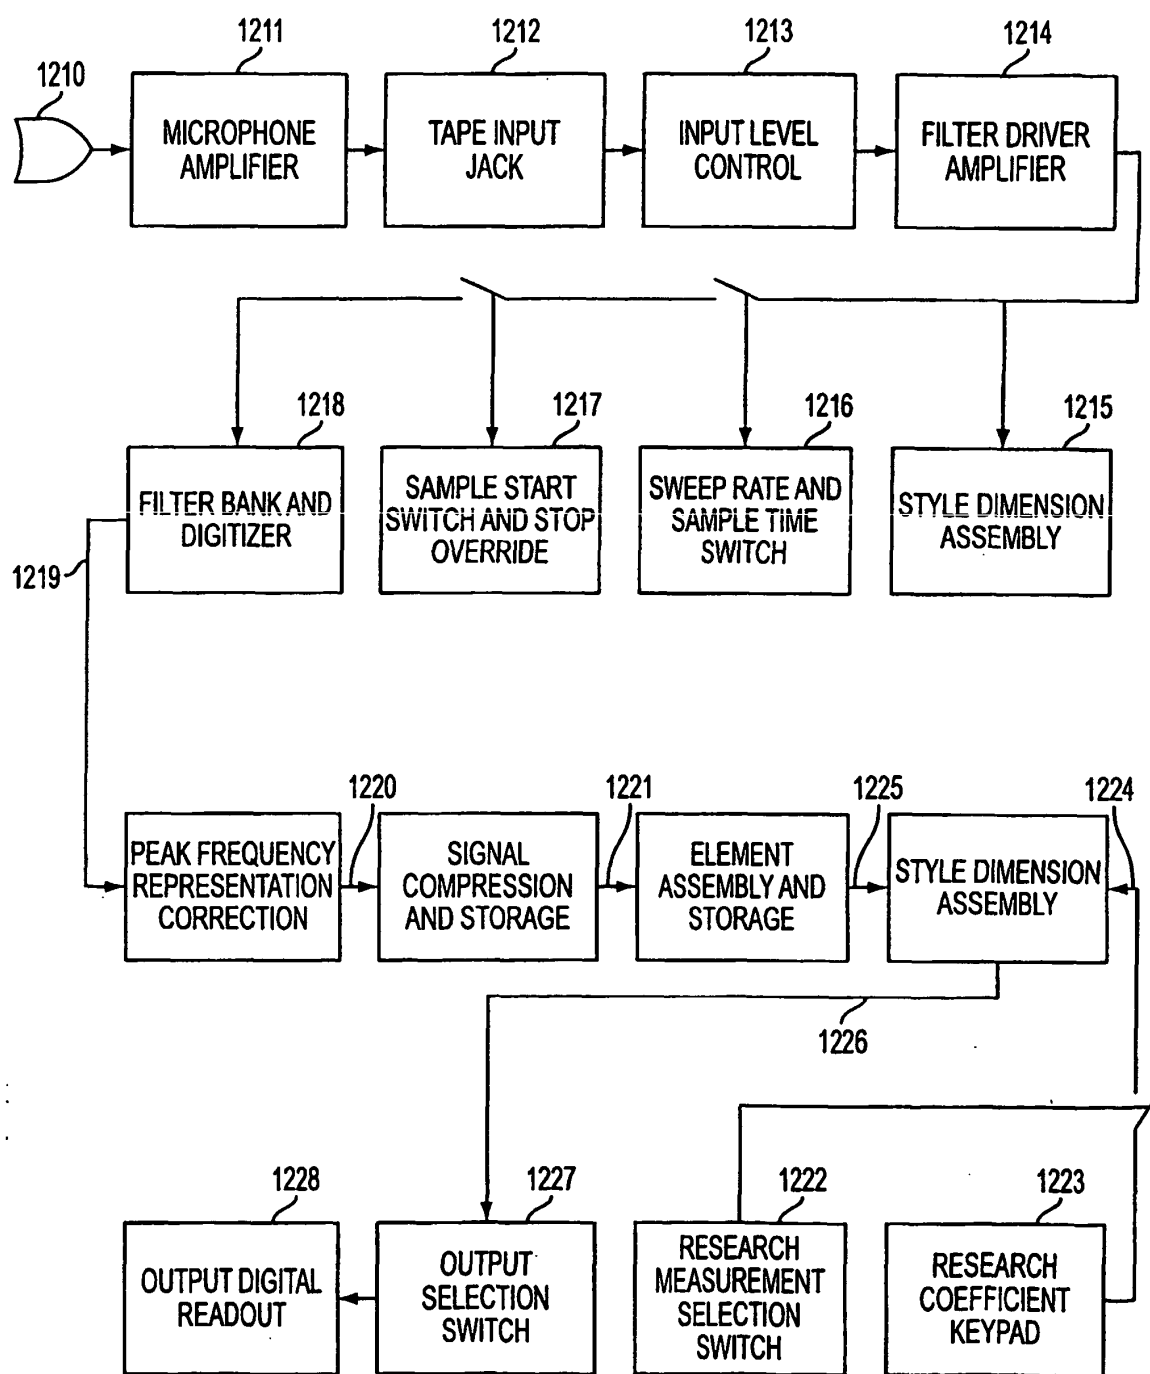 1210
1211
1212
1213
1214
MICROPHONE
AMPLIFIER
TAPE INPUT
JACK
INPUT LEVEL
CONTROL
FILTER DRIVER
AMPLIFIER
1218
1217
1216
1215
FILTER BANK AND
DIGITIZER
SAMPLE START
SWITCH AND STOP
OVERRIDE
SWEEP RATE AND
SAMPLE TIME
SWITCH
STYLE DIMENSION
ASSEMBLY
1219
1220
1221
1225
1224
PEAK FREQUENCY
REPRESENTATION
CORRECTION
SIGNAL
COMPRESSION
AND STORAGE
ELEMENT
ASSEMBLY AND
STORAGE
STYLE DIMENSION
ASSEMBLY
1226
1228
1227
1222
1223
OUTPUT DIGITAL
READOUT
OUTPUT
SELECTION
SWITCH
RESEARCH
MEASUREMENT
SELECTION
SWITCH
RESEARCH
COEFFICIENT
KEYPAD